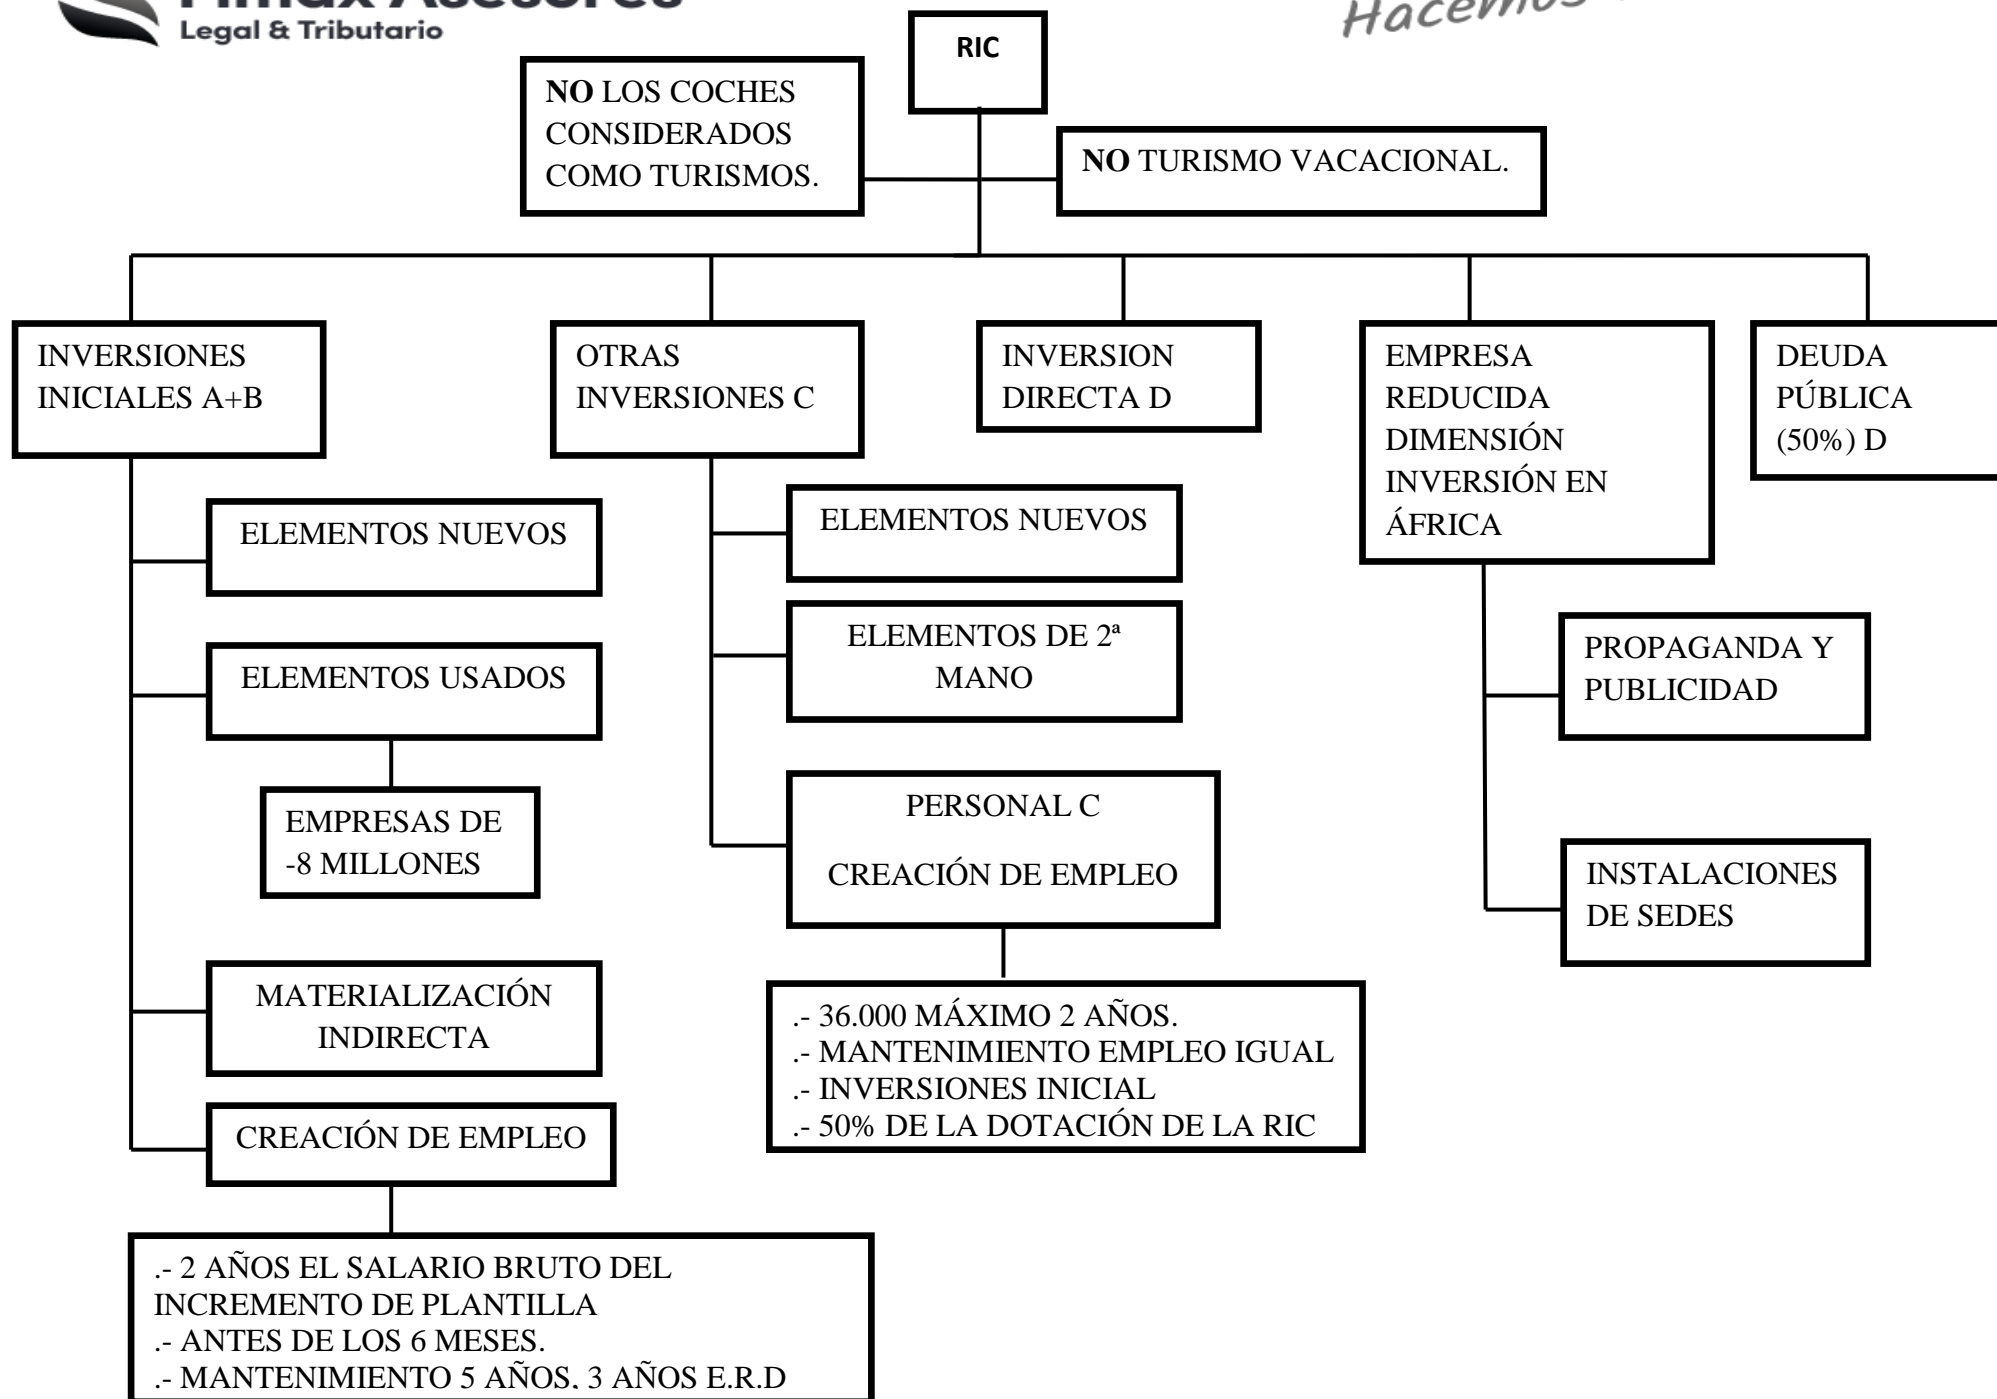 Asesores
Legal & Tributario
Hacemos
RIC
NO LOS COCHES
CONSIDERADOS
COMO TURISMOS.
NO TURISMO VACACIONAL.
INVERSIONES
INICIALES A+B
OTRAS
INVERSIONES C
INVERSION
DIRECTA D
EMPRESA
REDUCIDA
DIMENSIÓN
INVERSIÓN EN
ÁFRICA
DEUDA
PÚBLICA
(50%) D
ELEMENTOS NUEVOS
ELEMENTOS USADOS
EMPRESAS DE
-8 MILLONES
MATERIALIZACIÓN
INDIRECTA
CREACIÓN DE EMPLEO
.- 2 AÑOS EL SALARIO BRUTO DEL
INCREMENTO DE PLANTILLA
.- ANTES DE LOS 6 MESES.
.- MANTENIMIENTO 5 AÑOS, 3 AÑOS E.R.D
ELEMENTOS NUEVOS
ELEMENTOS DE 2ª
MANO
PERSONAL C
CREACIÓN DE EMPLEO
.- 36.000 MÁXIMO 2 AÑOS.
.- MANTENIMIENTO EMPLEO IGUAL
.- INVERSIONES INICIAL
.- 50% DE LA DOTACIÓN DE LA RIC
PROPAGANDA Y
PUBLICIDAD
INSTALACIONES
DE SEDES